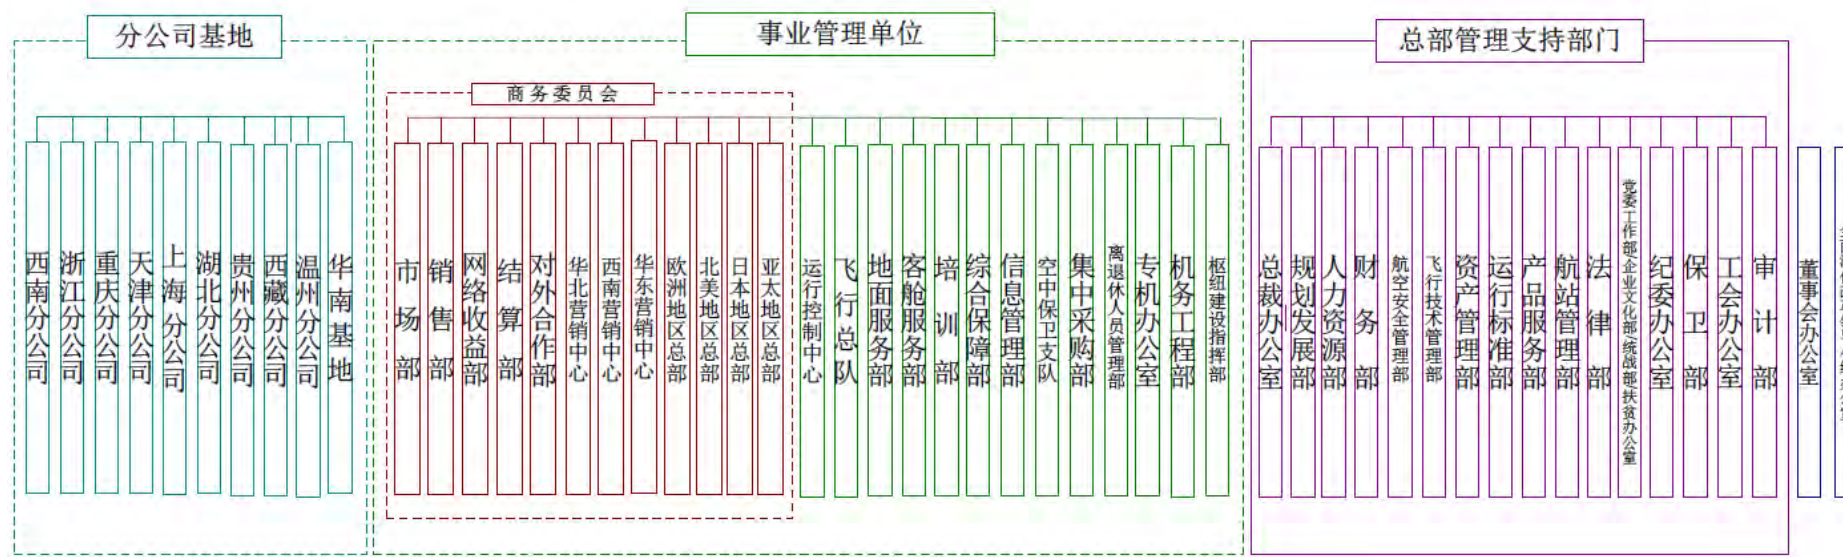 分公司基地
西南分公司
浙江分公司
重庆分公司
天津分公司
上海分公司
湖北分公司
贵州分公司
西藏分公司
温州分公司
华南基地
事业管理单位
商务委员会
市场部
销售部
网络收益部
结算部
对外合作部
华北营销中心
西南营销中心
华东营销中心
欧洲地区总部
北美地区总部
日本地区总部
亚太地区总部
运行控制中心
飞行总队
地面服务部
客舱服务部
培训部
综合保障部
信息管理部
空中保卫支队
集中采购部
离退休人员管理部
专机办公室
机务工程部
枢纽建设指挥部
总部管理支持部门
总裁办公室
规划发展部
人力资源部
财务部
航空安全管理部
飞行技术管理部
资产管理部
运行标准部
产品服务部
航站管理部
法律部
党委工作部企业文化部统战部扶贫办公室
纪委办公室
保卫部
工会办公室
审计部
董事会办公室